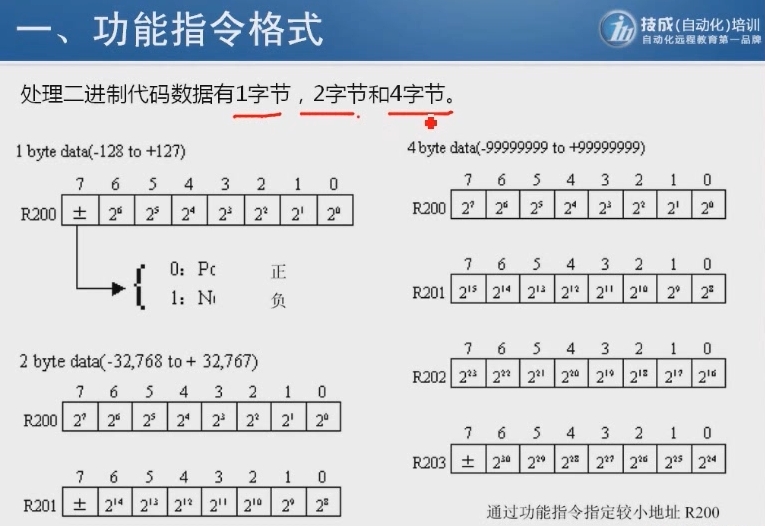 一、功能指令格式
技成(自动化)培训
自动化远程教育第一品牌
处理二进制代码数据有1字节，2字节和4字节。
1 byte data(-128 to +127)
7 6 5 4 3 2 1 0
R200 ± 2⁶ 2⁵ 2⁴ 2³ 2² 2¹ 2⁰
0: 正
1: 负
2 byte data(-32,768 to + 32,767)
7 6 5 4 3 2 1 0
R200 2⁷ 2⁶ 2⁵ 2⁴ 2³ 2² 2¹ 2⁰
7 6 5 4 3 2 1 0
R201 ± 2¹⁴ 2¹³ 2¹² 2¹¹ 2¹⁰ 2⁹ 2⁸
4 byte data(-99999999 to +99999999)
7 6 5 4 3 2 1 0
R200 2⁷ 2⁶ 2⁵ 2⁴ 2³ 2² 2¹ 2⁰
7 6 5 4 3 2 1 0
R201 2¹⁵ 2¹⁴ 2¹³ 2¹² 2¹¹ 2¹⁰ 2⁹ 2⁸
7 6 5 4 3 2 1 0
R202 2²³ 2²² 2²¹ 2²⁰ 2¹⁹ 2¹⁸ 2¹⁷ 2¹⁶
7 6 5 4 3 2 1 0
R203 ± 2³⁰ 2²⁹ 2²⁸ 2²⁷ 2²⁶ 2²⁵ 2²⁴
通过功能指令指定较小地址 R200